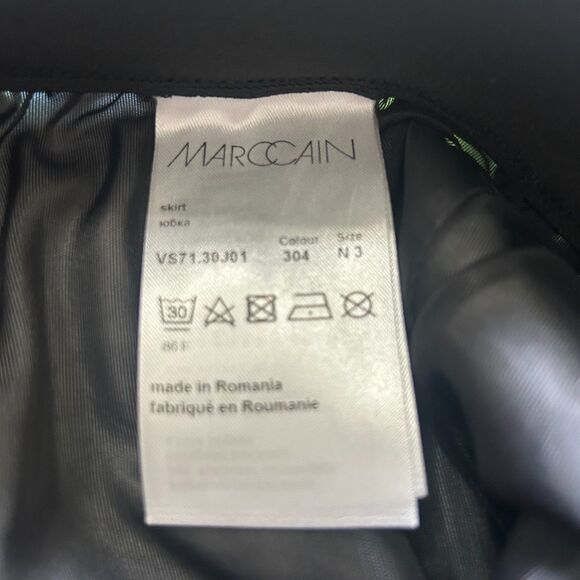 MARCCAIN
skirt
юбка
Colour Size
VS71.30J01 304 N 3
30
86 F
made in Romania
fabriqué en Roumanie